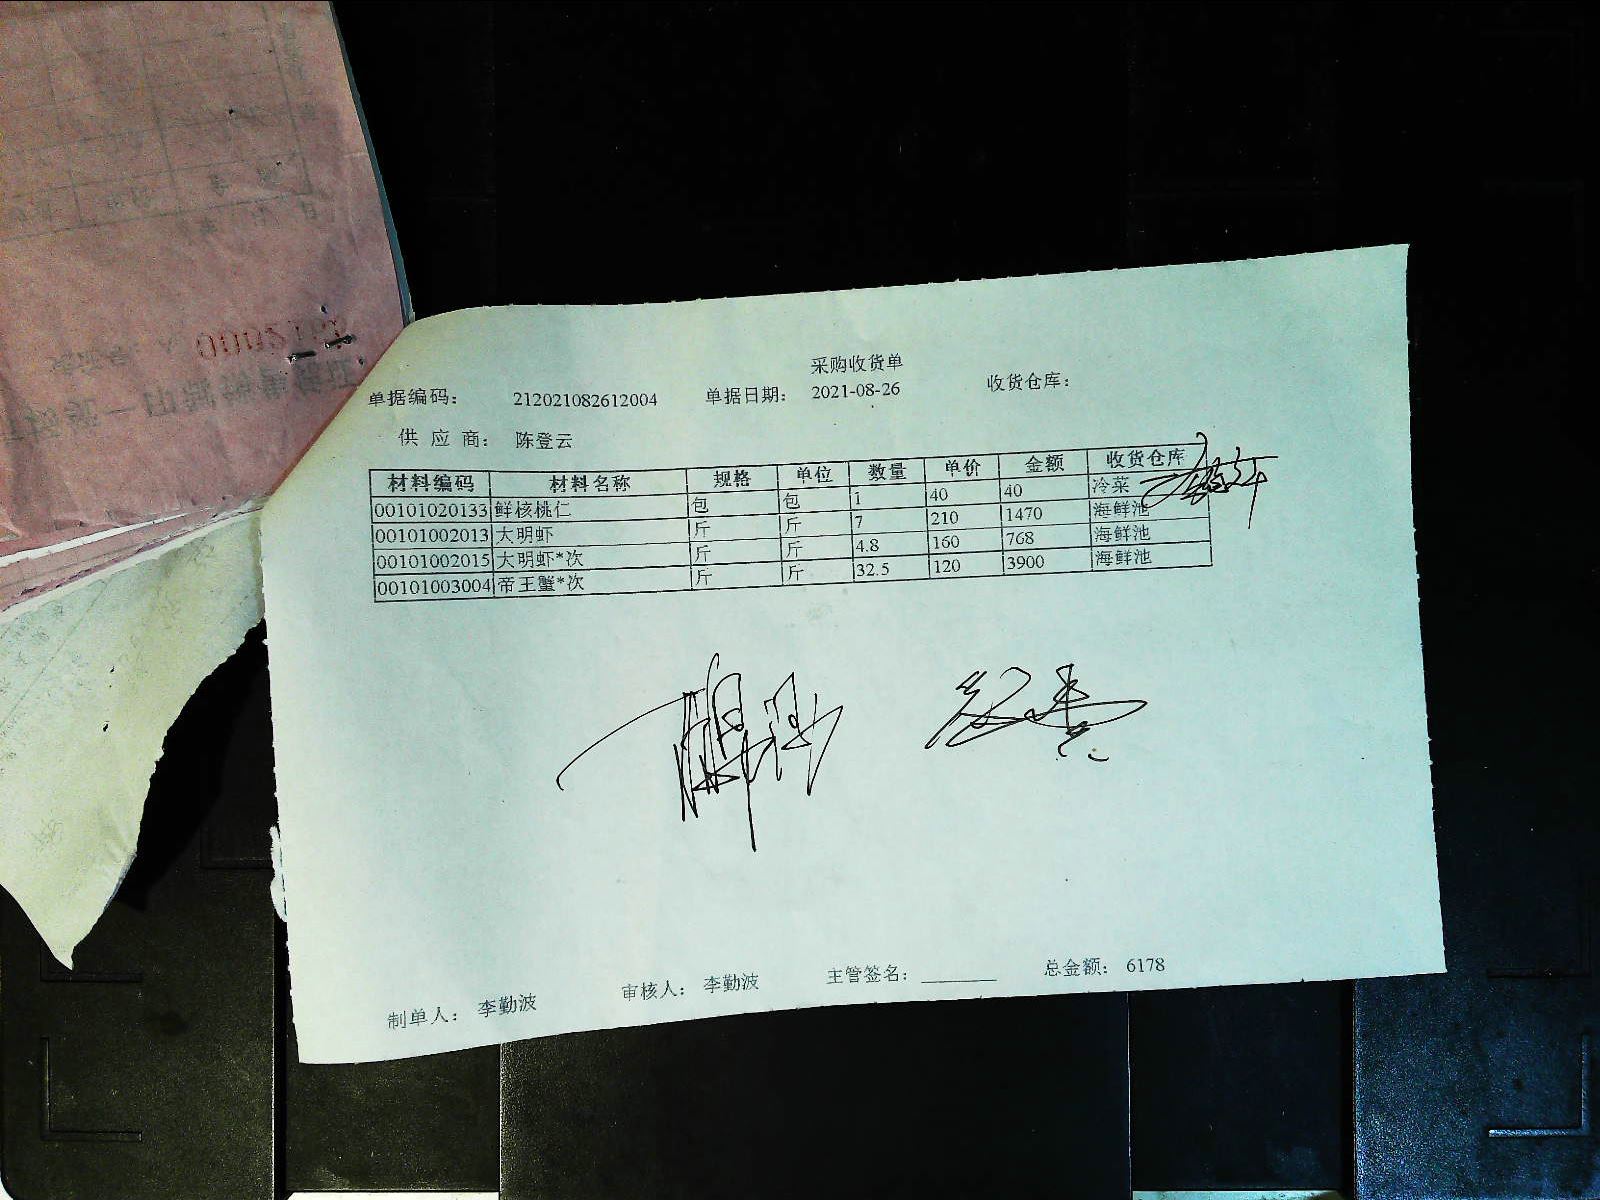 采购收货单
单据编码： 212021082612004 单据日期： 2021-08-26 收货仓库：
供 应 商： 陈登云
材料编码 材料名称 规格 单位 数量 单价 金额 收货仓库
00101020133 鲜核桃仁 包 包 1 40 40 冷菜
00101002013 大明虾 斤 斤 7 210 1470 海鲜池
00101002015 大明虾*次 斤 斤 4.8 160 768 海鲜池
00101003004 帝王蟹*次 斤 斤 32.5 120 3900 海鲜池
制单人： 李勤波 审核人： 李勤波 主管签名： 总金额： 6178